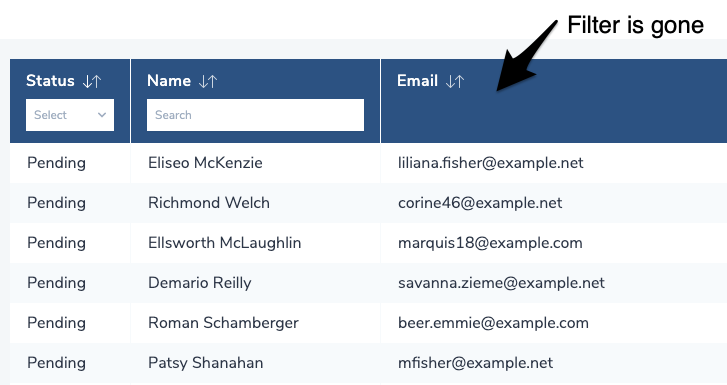 Filter is gone
Status Name Email
Select Search
Pending Eliseo McKenzie liliana.fisher@example.net
Pending Richmond Welch corine46@example.net
Pending Ellsworth McLaughlin marquis18@example.com
Pending Demario Reilly savanna.zieme@example.net
Pending Roman Schamberger beer.emmie@example.com
Pending Patsy Shanahan mfisher@example.net